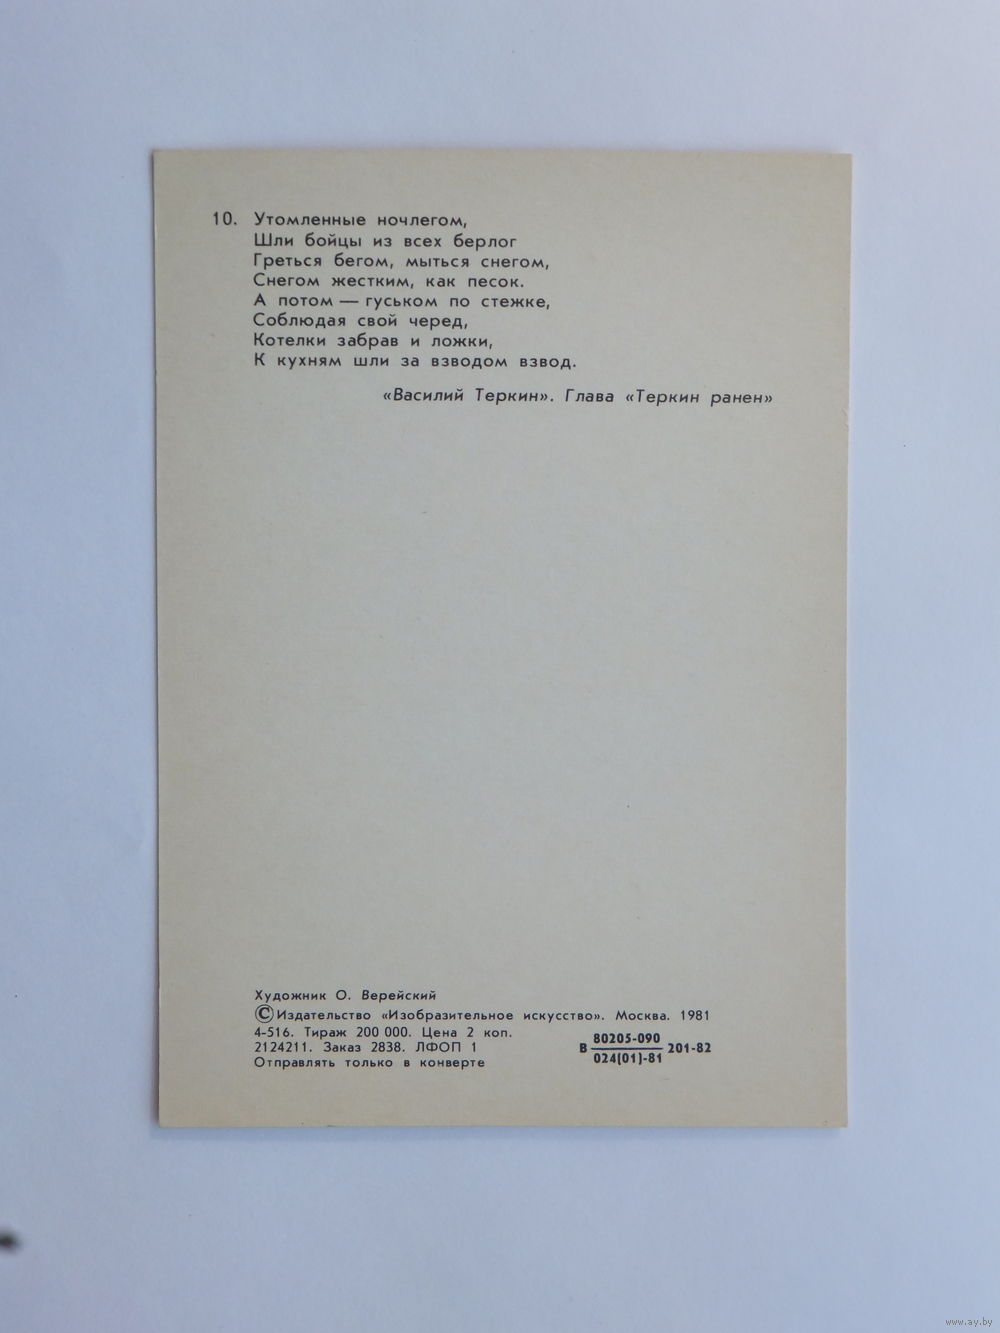 10. Утомленные ночлегом,
Шли бойцы из всех берлог
Греться бегом, мыться снегом,
Снегом жестким, как песок.
А потом — гуськом по стежке,
Соблюдая свой черед,
Котелки забрав и ложки,
К кухням шли за взводом взвод.
«Василий Теркин». Глава «Теркин ранен»
Художник О. Верейский
© Издательство «Изобразительное искусство». Москва. 1981
4-516. Тираж 200 000. Цена 2 коп.
2124211. Заказ 2838. ЛФОП 1
Отправлять только в конверте
80205-090
В 201-82
024(01)-81
www.ay.by